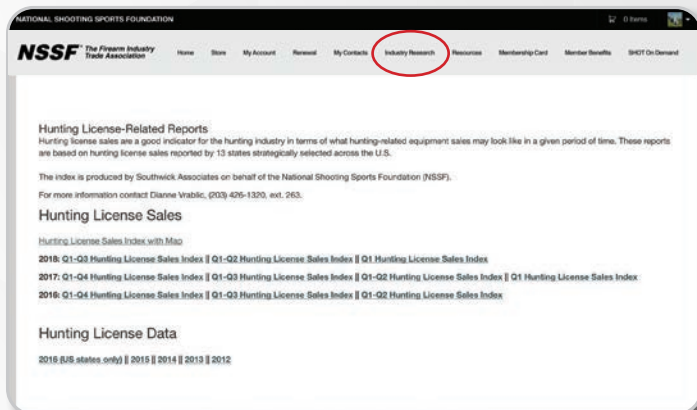 NATIONAL SHOOTING SPORTS FOUNDATION
0 Items
NSSF The Firearm Industry
Trade Association
Home Store My Account Renewal My Contacts Industry Research Resources Membership Card Member Benefits SHOT On Demand
Hunting License-Related Reports
Hunting license sales are a good indicator for the hunting industry in terms of what hunting-related equipment sales may look like in a given period of time. These reports
are based on hunting license sales reported by 13 states strategically selected across the U.S.
The index is produced by Southwick Associates on behalf of the National Shooting Sports Foundation (NSSF).
For more information contact Dianne Vrablic, (203) 426-1320, ext. 263.
Hunting License Sales
Hunting License Sales Index with Map
2018: Q1-Q3 Hunting License Sales Index || Q1-Q2 Hunting License Sales Index || Q1 Hunting License Sales Index
2017: Q1-Q4 Hunting License Sales Index || Q1-Q3 Hunting License Sales Index || Q1-Q2 Hunting License Sales Index || Q1 Hunting License Sales Index
2016: Q1-Q4 Hunting License Sales Index || Q1-Q3 Hunting License Sales Index || Q1-Q2 Hunting License Sales Index
Hunting License Data
2016 (US states only) || 2015 || 2014 || 2013 || 2012